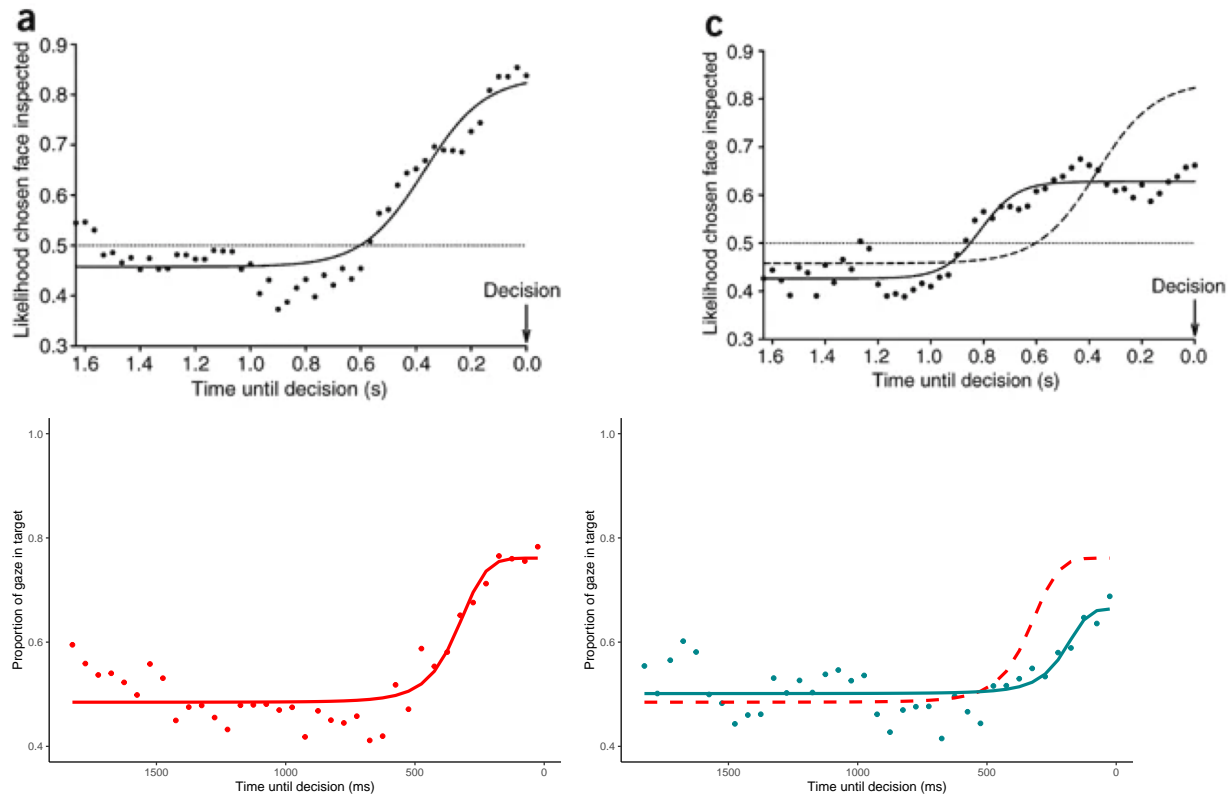 a
Likelihood chosen face inspected
0.9
0.8
0.7
0.6
0.5
0.4
0.3
Decision
1.6 1.4 1.2 1.0 0.8 0.6 0.4 0.2 0.0
Time until decision (s)
c
Likelihood chosen face inspected
0.9
0.8
0.7
0.6
0.5
0.4
0.3
Decision
1.6 1.4 1.2 1.0 0.8 0.6 0.4 0.2 0.0
Time until decision (s)
Proportion of gaze in target
1.0
0.8
0.6
0.4
1500 1000 500 0
Time until decision (ms)
Proportion of gaze in target
1.0
0.8
0.6
0.4
1500 1000 500 0
Time until decision (ms)